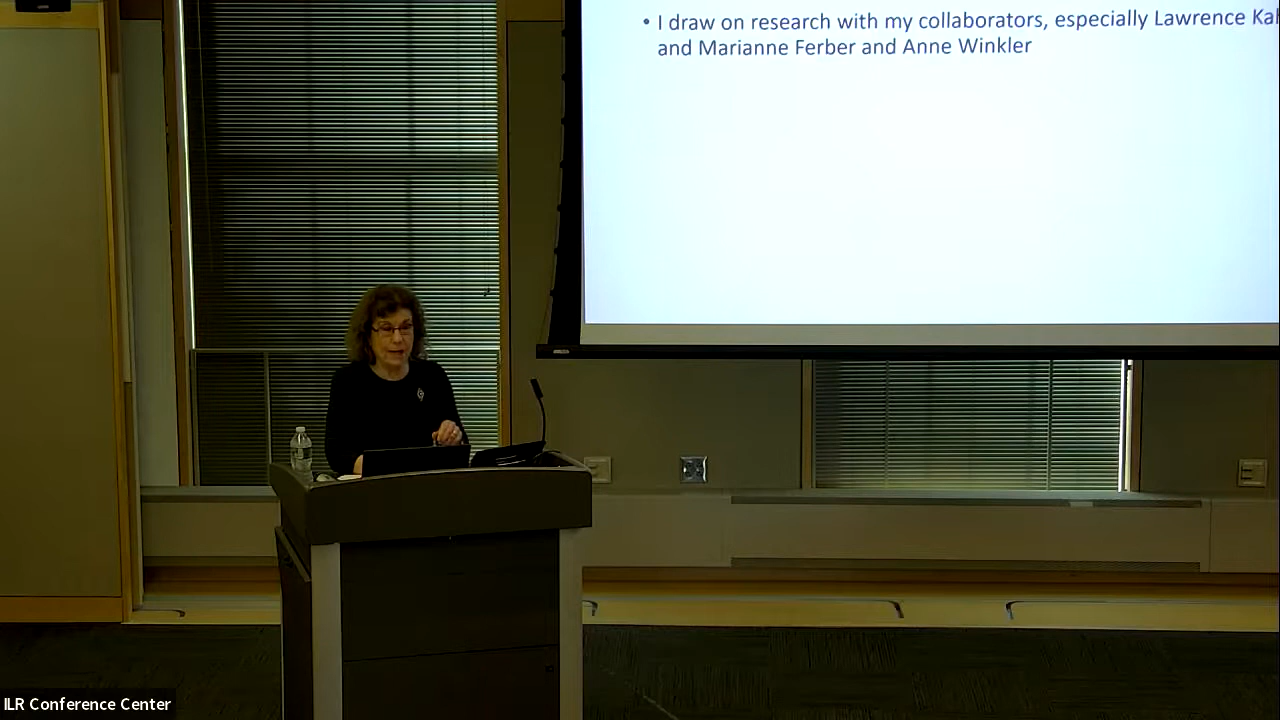 • I draw on research with my collaborators, especially Lawrence
and Marianne Ferber and Anne Winkler
ILR Conference Center